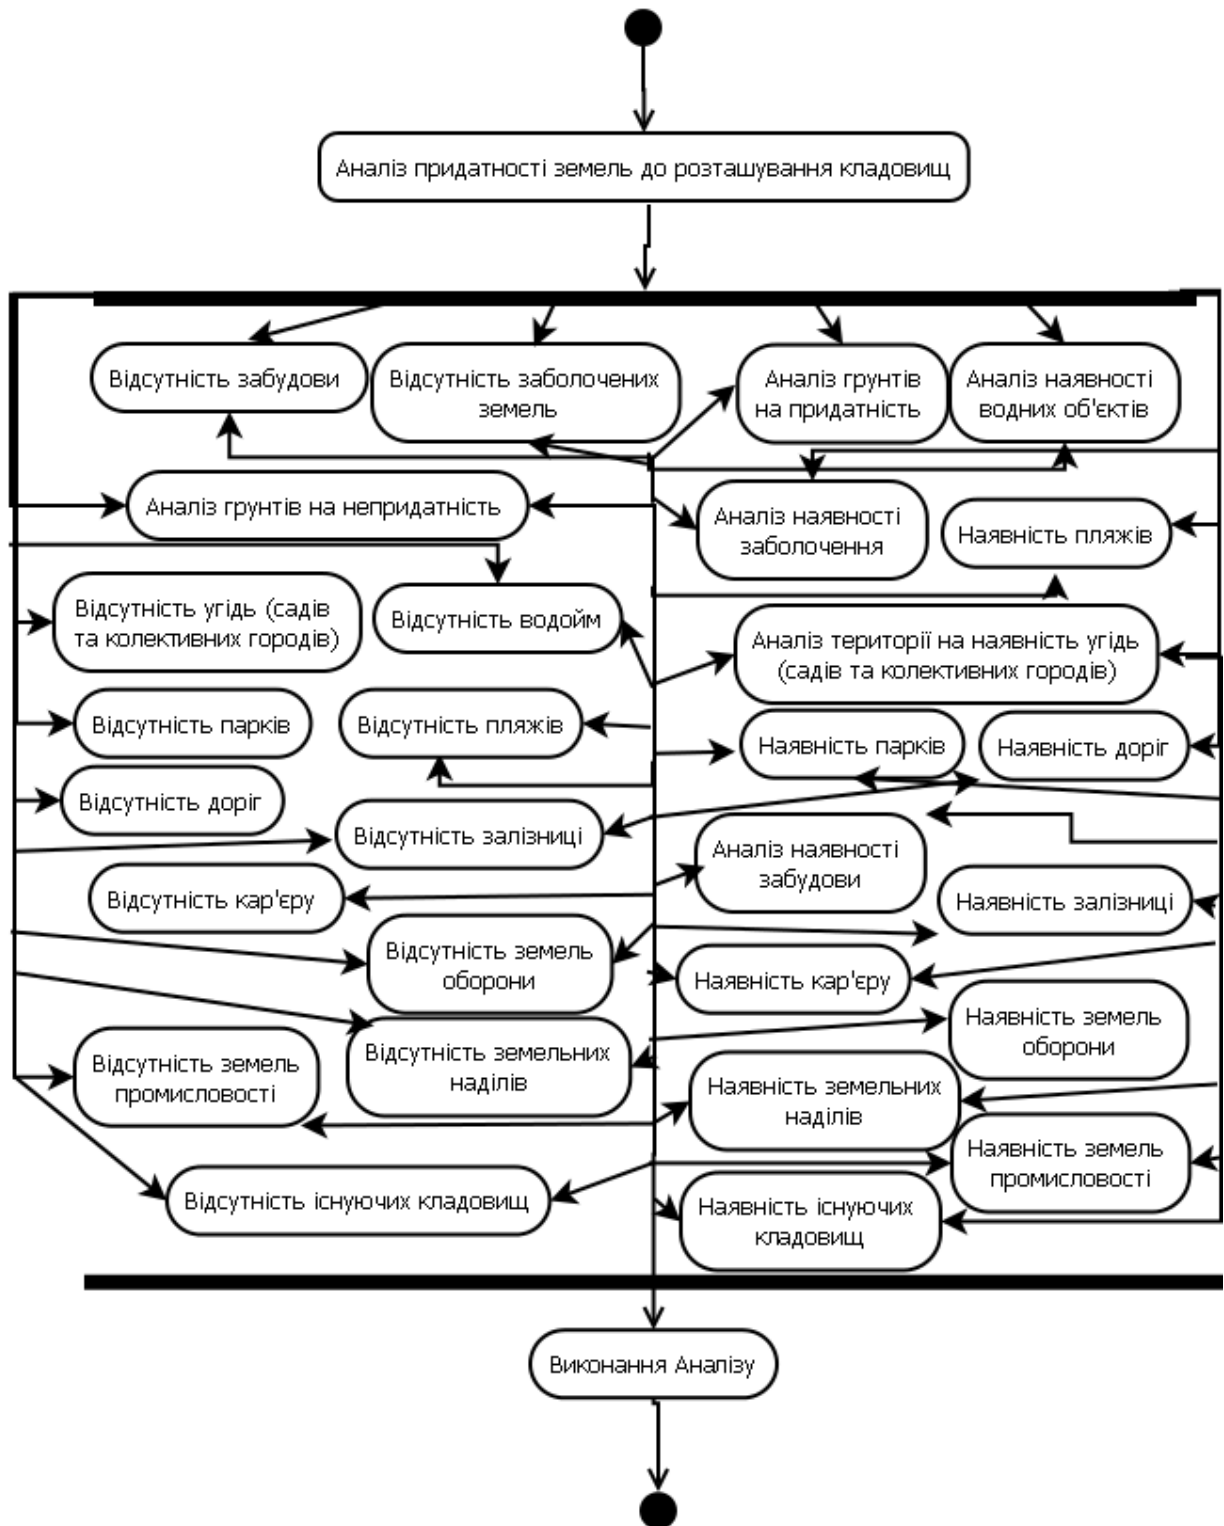 Аналіз придатності земель до розташування кладовищ
Відсутність забудови
Відсутність заболочених
земель
Аналіз грунтів
на придатність
Аналіз наявності
водних об'єктів
Аналіз грунтів на непридатність
Аналіз наявності
заболочення
Наявність пляжів
Відсутність угідь (садів
та колективних городів)
Відсутність водойм
Аналіз території на наявність угідь
(садів та колективних городів)
Відсутність парків
Відсутність пляжів
Наявність парків
Наявність доріг
Відсутність доріг
Відсутність залізниці
Аналіз наявності
забудови
Відсутність кар'єру
Наявність залізниці
Відсутність земель
оборони
Наявність кар'єру
Наявність земель
оборони
Відсутність земель
промисловості
Відсутність земельних
наділів
Наявність земельних
наділів
Наявність земель
промисловості
Відсутність існуючих кладовищ
Наявність існуючих
кладовищ
Виконання Аналізу